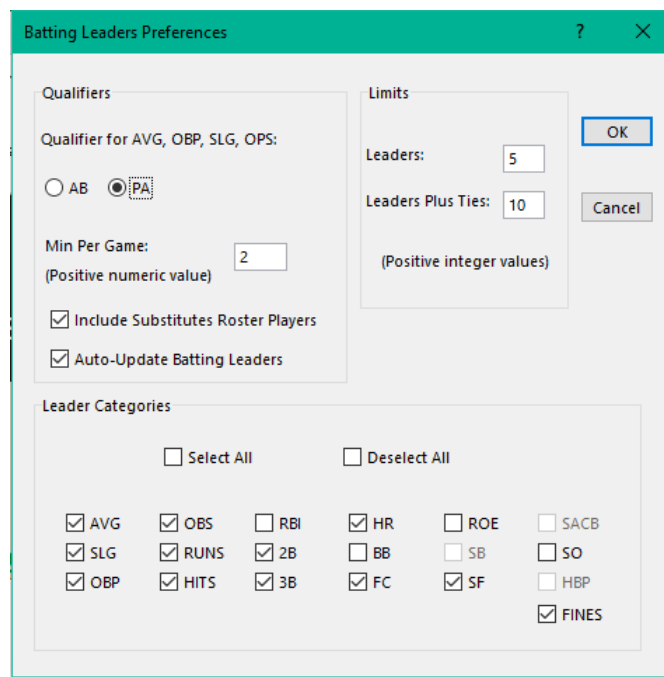 Batting Leaders Preferences ?
Qualifiers
Qualifier for AVG, OBP, SLG, OPS:
AB PA
Min Per Game: 2
(Positive numeric value)
Include Substitutes Roster Players
Auto-Update Batting Leaders
Limits
Leaders: 5
Leaders Plus Ties: 10
(Positive integer values)
OK
Cancel
Leader Categories
Select All Deselect All
AVG OBS RBI HR ROE SACB
SLG RUNS 2B BB SB SO
OBP HITS 3B FC SF HBP
FINES